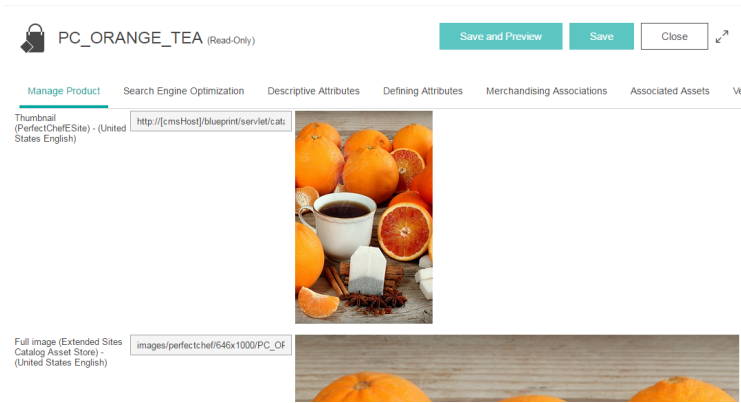 PC_ORANGE_TEA (Read-Only)
Save and Preview
Save
Close
Manage Product
Search Engine Optimization
Descriptive Attributes
Defining Attributes
Merchandising Associations
Associated Assets
Thumbnail
(PerfectChefESite) - (United
States English)
http://[cmsHost]/blueprint/servlet/cata
Full image (Extended Sites
Catalog Asset Store) -
(United States English)
images/perfectchef/646x1000/PC_OF